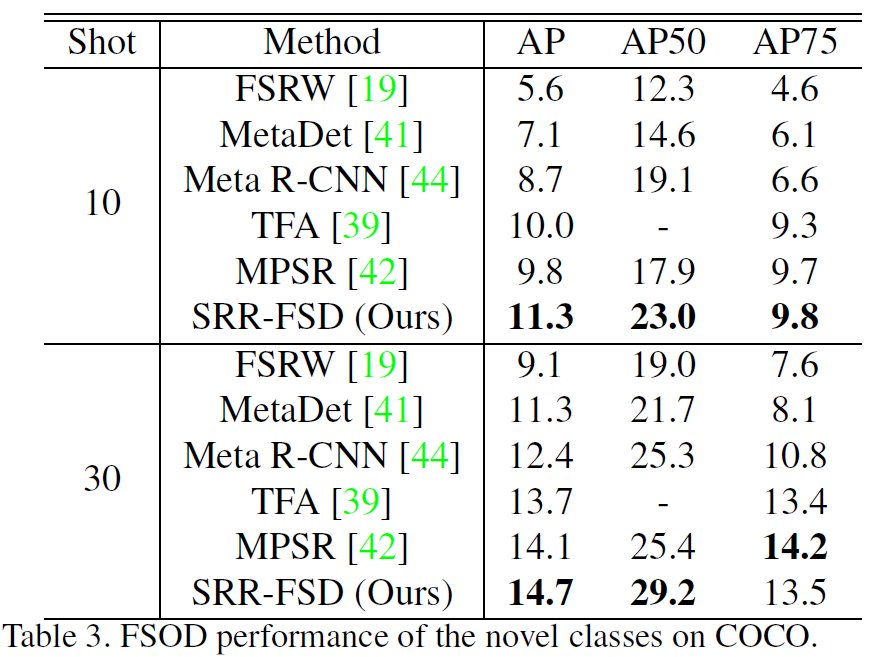 Shot Method AP AP50 AP75
10
FSRW [19] 5.6 12.3 4.6
MetaDet [41] 7.1 14.6 6.1
Meta R-CNN [44] 8.7 19.1 6.6
TFA [39] 10.0 - 9.3
MPSR [42] 9.8 17.9 9.7
SRR-FSD (Ours) 11.3 23.0 9.8
30
FSRW [19] 9.1 19.0 7.6
MetaDet [41] 11.3 21.7 8.1
Meta R-CNN [44] 12.4 25.3 10.8
TFA [39] 13.7 - 13.4
MPSR [42] 14.1 25.4 14.2
SRR-FSD (Ours) 14.7 29.2 13.5
Table 3. FSOD performance of the novel classes on COCO.